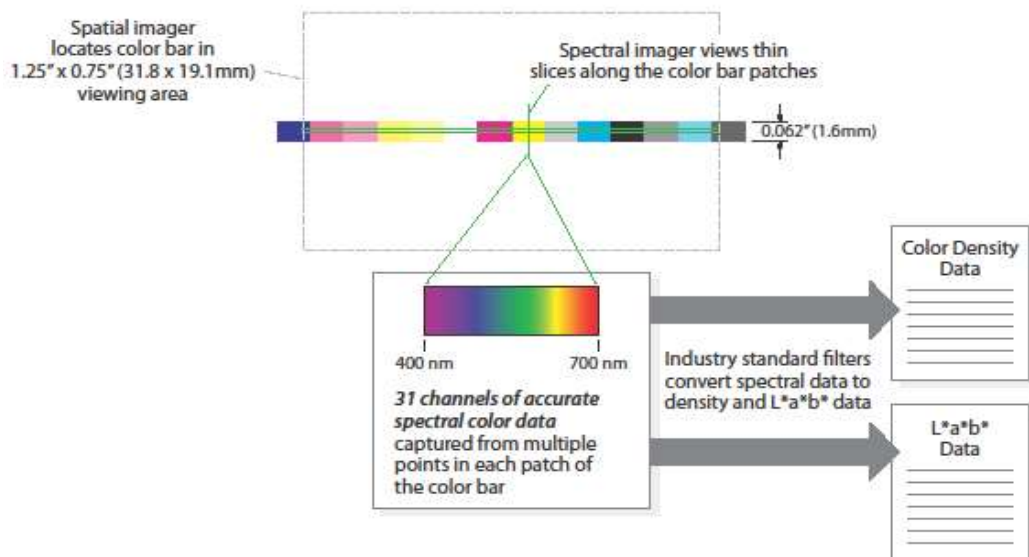 Spatial imager
locates color bar in
1.25" x 0.75" (31.8 x 19.1mm)
viewing area
Spectral imager views thin
slices along the color bar patches
0.062" (1.6mm)
400 nm
700 nm
31 channels of accurate
spectral color data
captured from multiple
points in each patch of
the color bar
Industry standard filters
convert spectral data to
density and L*a*b* data
Color Density
Data
L*a*b*
Data